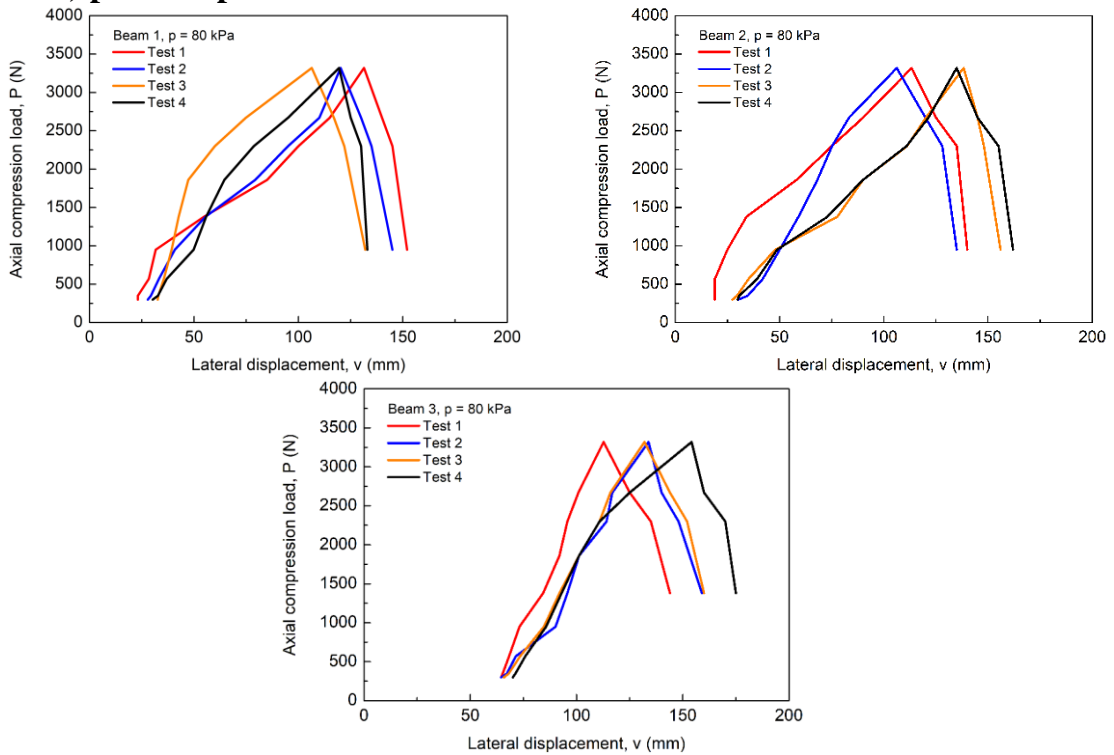 Beam 1, p = 80 kPa
Test 1
Test 2
Test 3
Test 4
Axial compression load, P (N)
4000
3500
3000
2500
2000
1500
1000
500
0
0 50 100 150 200
Lateral displacement, v (mm)
Beam 2, p = 80 kPa
Test 1
Test 2
Test 3
Test 4
Axial compression load, P (N)
4000
3500
3000
2500
2000
1500
1000
500
0
0 50 100 150 200
Lateral displacement, v (mm)
Beam 3, p = 80 kPa
Test 1
Test 2
Test 3
Test 4
Axial compression load, P (N)
4000
3500
3000
2500
2000
1500
1000
500
0
0 50 100 150 200
Lateral displacement, v (mm)